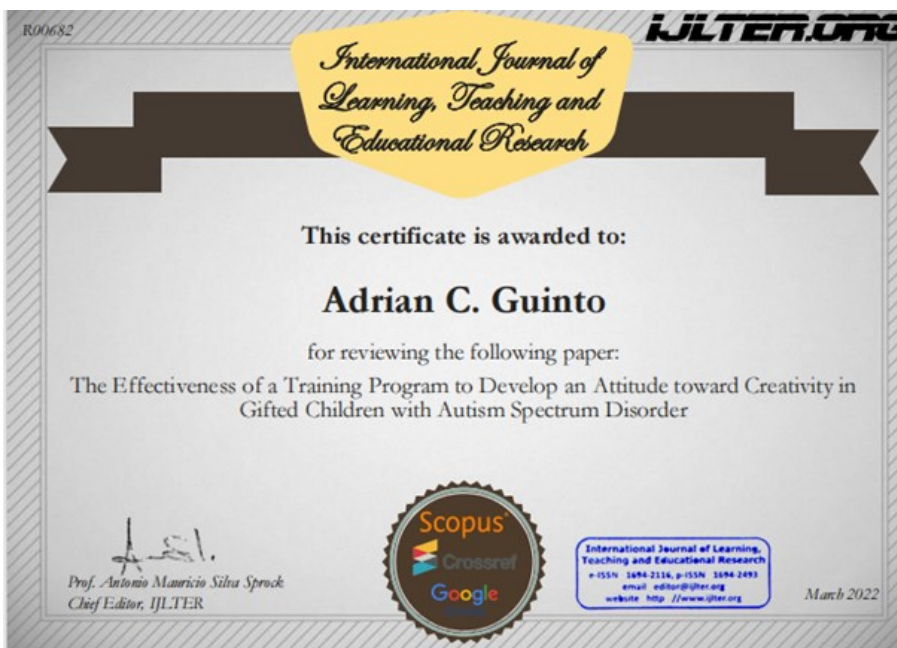 R00682
IJLTER.ORG
International Journal of
Learning, Teaching and
Educational Research
This certificate is awarded to:
Adrian C. Guinto
for reviewing the following paper:
The Effectiveness of a Training Program to Develop an Attitude toward Creativity in
Gifted Children with Autism Spectrum Disorder
Scopus
Crossref
Google
International Journal of Learning,
Teaching and Educational Research
e-ISSN 1694-2116, p-ISSN 1694-2493
email editor@ijlter.org
website http //www.ijlter.org
Prof. Antonio Mauricio Silva Sprock
Chief Editor, IJLTER
March 2022